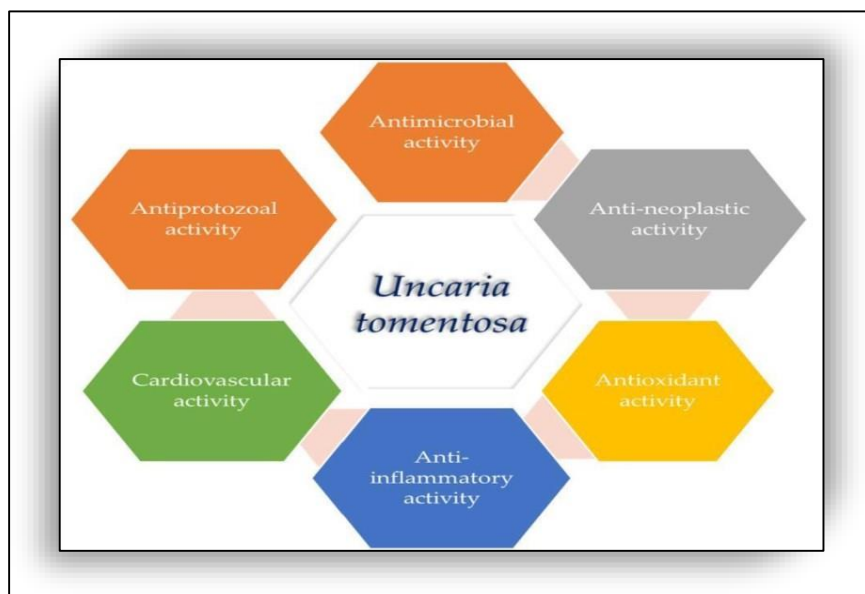 Antimicrobial
activity
Anti-neoplastic
activity
Antioxidant
activity
Anti-
inflammatory
activity
Cardiovascular
activity
Antiprotozoal
activity
Uncaria
tomentosa